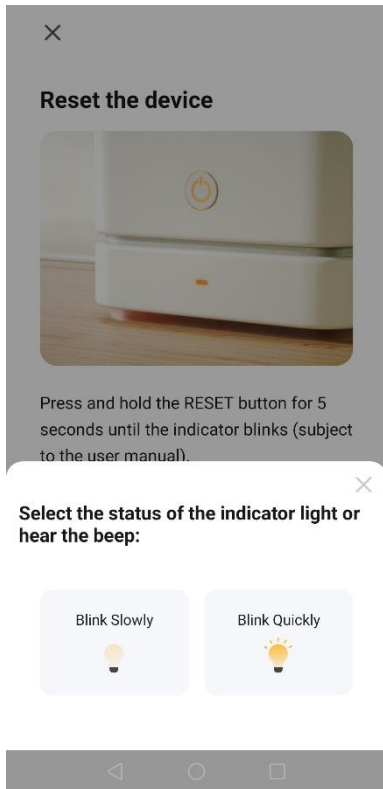 Reset the device
Press and hold the RESET button for 5
seconds until the indicator blinks (subject
to the user manual).
Select the status of the indicator light or
hear the beep:
Blink Slowly
Blink Quickly